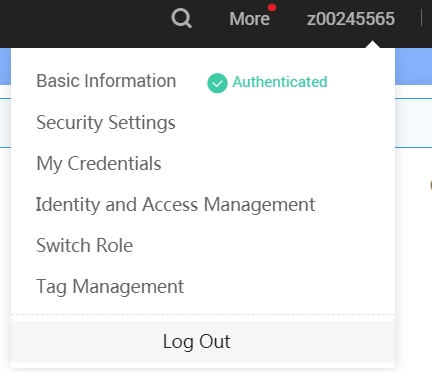 More z00245565
Basic Information Authenticated
Security Settings
My Credentials
Identity and Access Management
Switch Role
Tag Management
Log Out